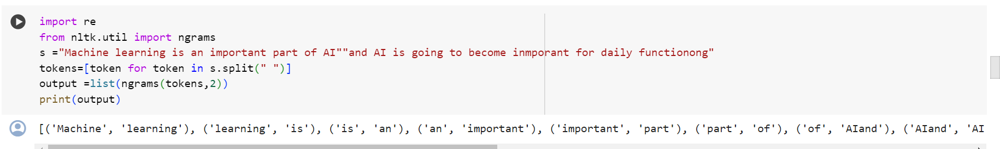 import re
from nltk.util import ngrams
s ="Machine learning is an important part of AI""and AI is going to become inmporant for daily functionong"
tokens=[token for token in s.split(" ")]
output =list(ngrams(tokens,2))
print(output)
[('Machine', 'learning'), ('learning', 'is'), ('is', 'an'), ('an', 'important'), ('important', 'part'), ('part', 'of'), ('of', 'AIand'), ('AIand', 'AI